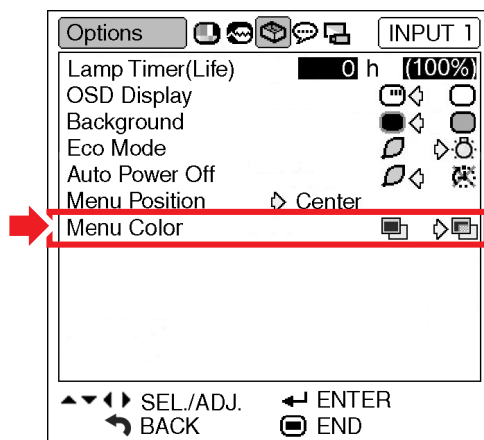 Options INPUT 1
Lamp Timer(Life) 0 h (100%)
OSD Display
Background
Eco Mode
Auto Power Off
Menu Position Center
Menu Color
SEL./ADJ. ENTER
BACK END